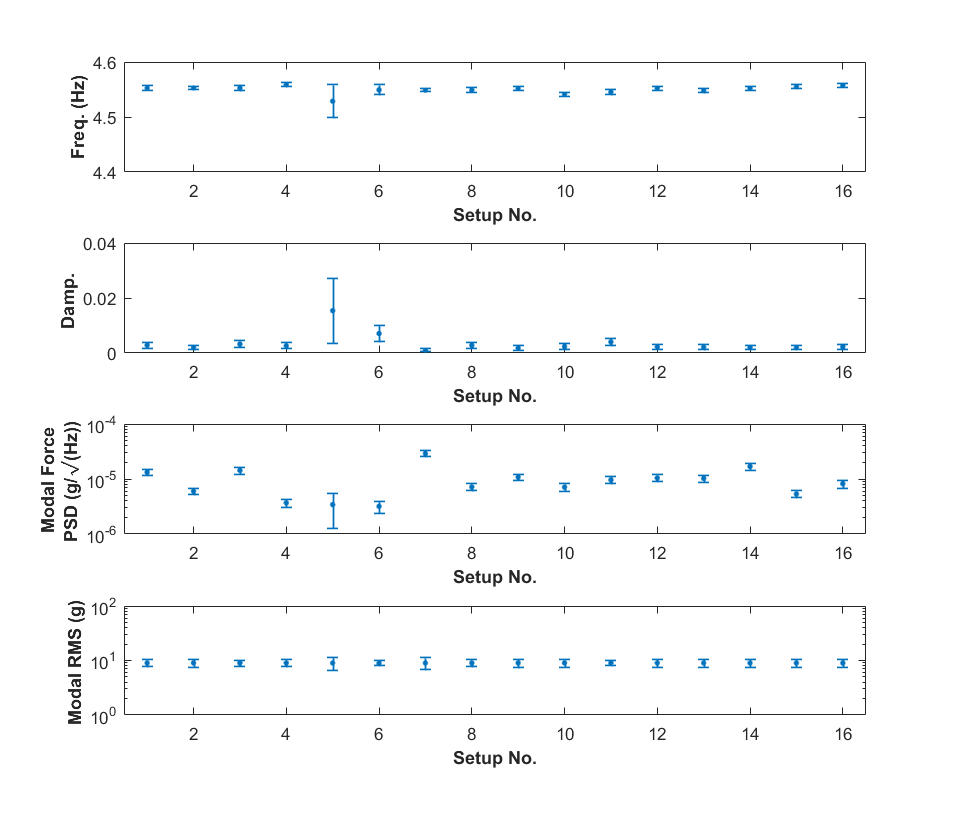 4.6
4.5
4.4
Freq. (Hz)
2 4 6 8 10 12 14 16
Setup No.
0.04
0.02
0
Damp.
2 4 6 8 10 12 14 16
Setup No.
10^-4
10^-5
10^-6
Modal Force
PSD (g/√(Hz))
2 4 6 8 10 12 14 16
Setup No.
10^2
10^1
10^0
Modal RMS (g)
2 4 6 8 10 12 14 16
Setup No.